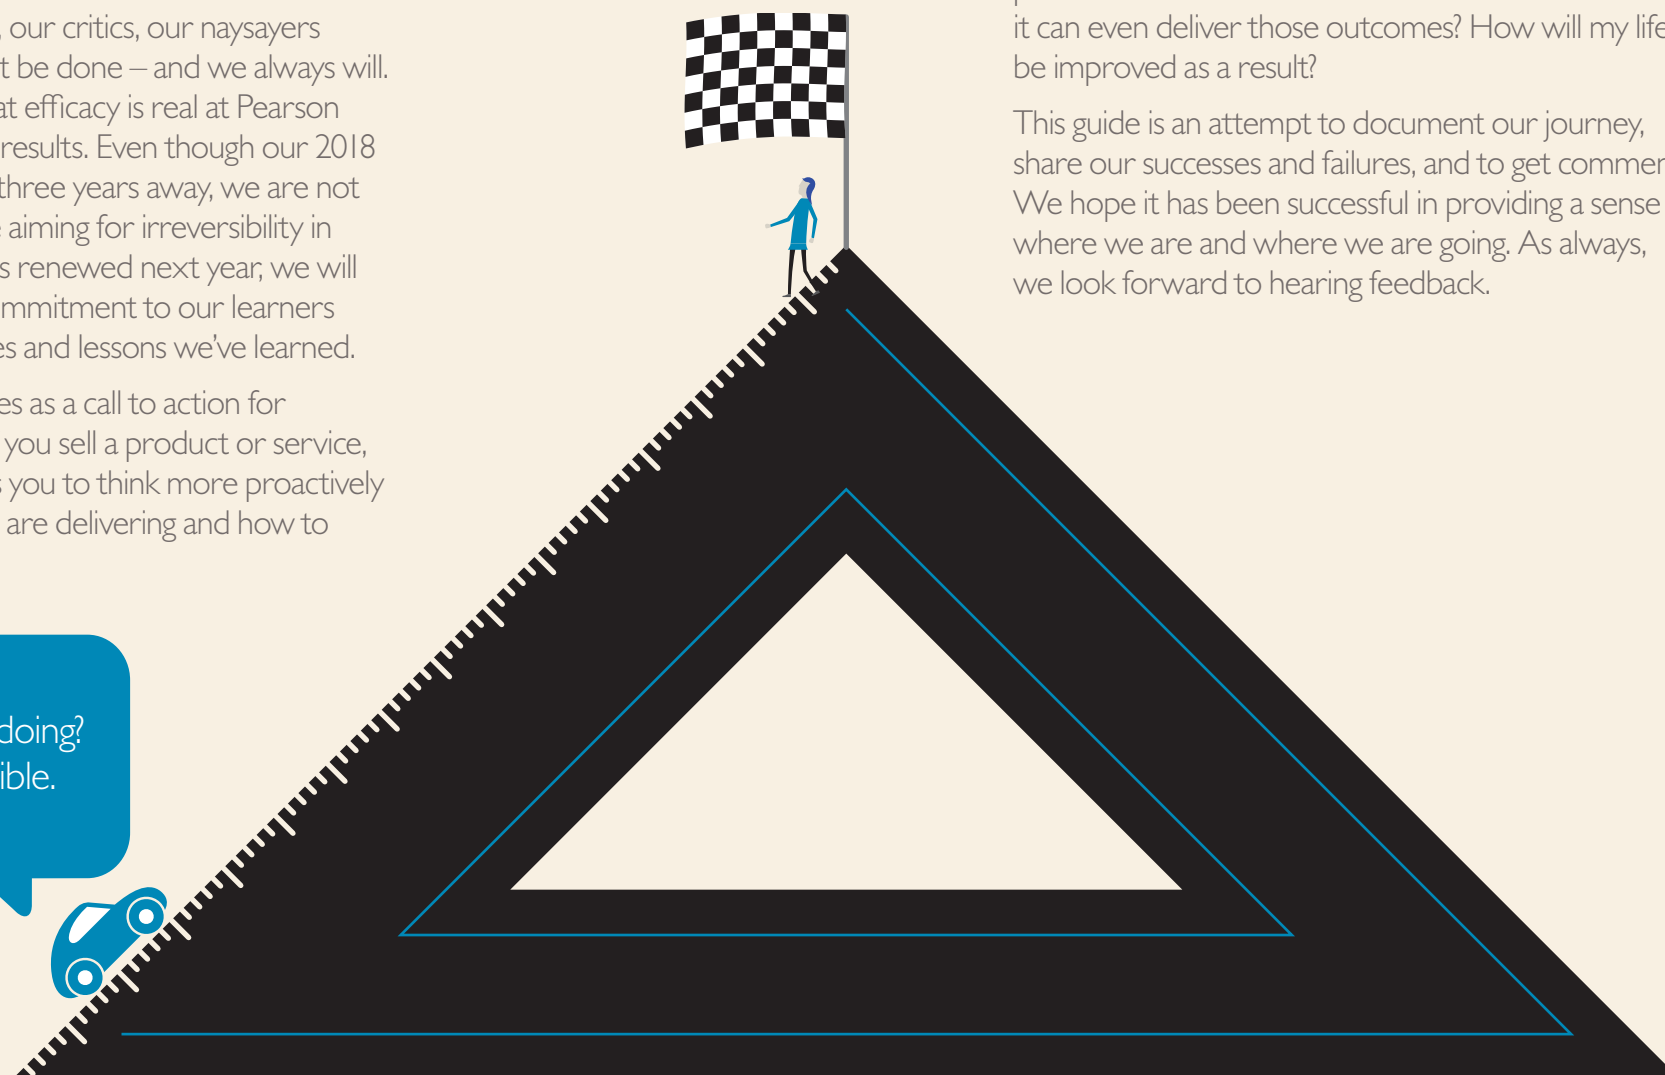 , our critics, our naysayers
t be done – and we always will.
at efficacy is real at Pearson
results. Even though our 2018
three years away, we are not
aiming for irreversibility in
s renewed next year, we will
mmitment to our learners
es and lessons we've learned.
es as a call to action for
you sell a product or service,
s you to think more proactively
are delivering and how to
doing?
ible.
it can even deliver those outcomes? How will my life
be improved as a result?
This guide is an attempt to document our journey,
share our successes and failures, and to get commen
We hope it has been successful in providing a sense
where we are and where we are going. As always,
we look forward to hearing feedback.